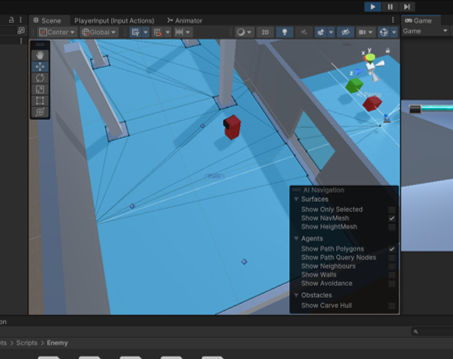 Scene
PlayerInput (Input Actions)
Animator
Game
Center
Global
2D
Game
y
AI Navigation
Surfaces
Show Only Selected
Show NavMesh
Show HeightMesh
Agents
Show Path Polygons
Show Path Query Nodes
Show Neighbours
Show Walls
Show Avoidance
Obstacles
Show Carve Hull
on
ts > Scripts > Enemy